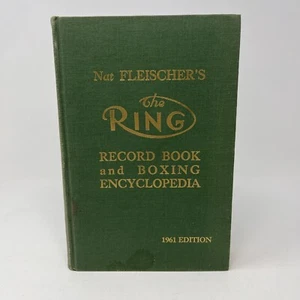 Nat FLEISCHER'S
The
RING
RECORD BOOK
and BOXING
ENCYCLOPEDIA
1961 EDITION